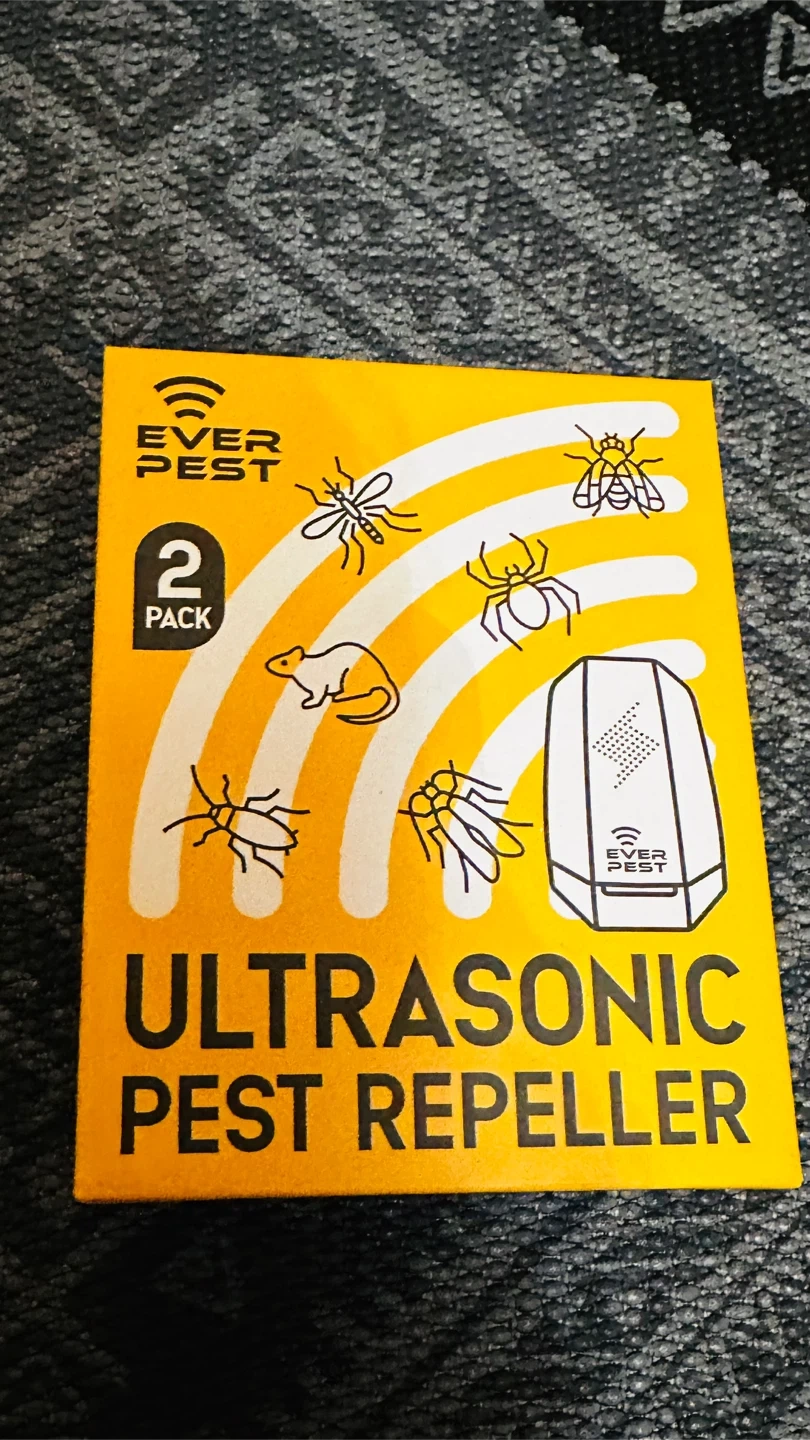 EVER
PEST
2
PACK
EVER
PEST
ULTRASONIC
PEST REPELLER